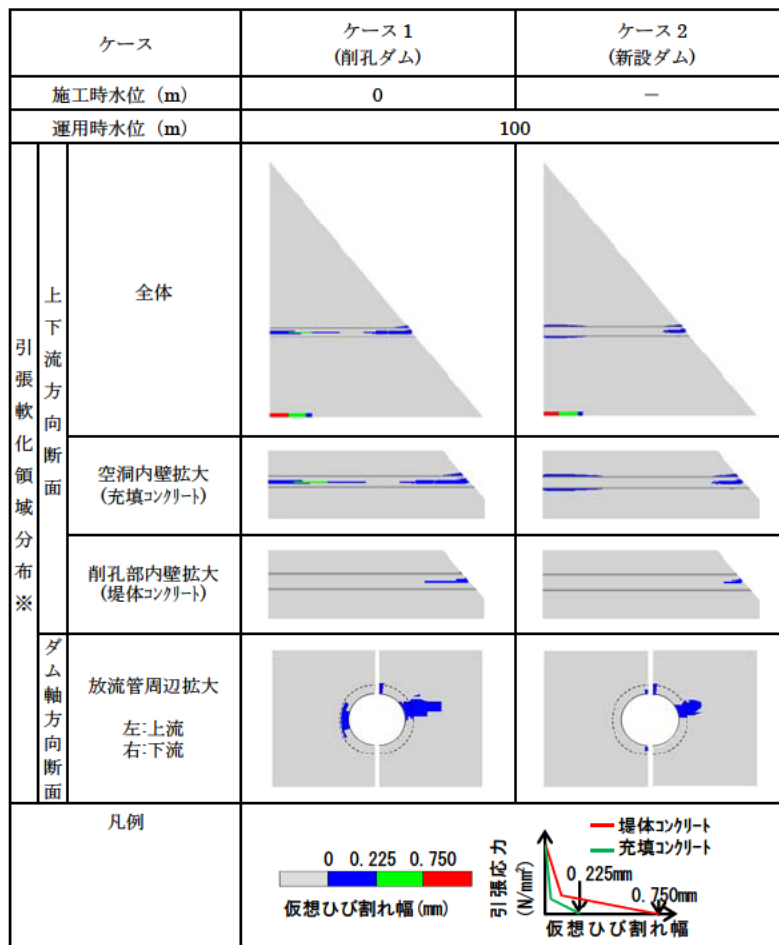 ケース
ケース1
(削孔ダム)
ケース2
(新設ダム)
施工時水位 (m)
0
－
運用時水位 (m)
100
引張軟化領域分布※
上下流方向断面
全体
空洞内壁拡大
(充填コンクリート)
削孔部内壁拡大
(堤体コンクリート)
ダム軸方向断面
放流管周辺拡大
左:上流
右:下流
凡例
0 0.225 0.750
仮想ひび割れ幅(mm)
引張応力
(N/mm²)
堤体コンクリート
充填コンクリート
0.225mm
0.750mm
仮想ひび割れ幅